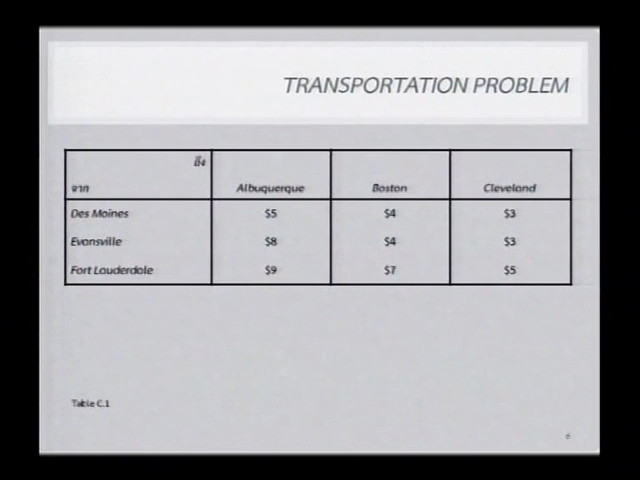 TRANSPORTATION PROBLEM
ถึง
จาก Albuquerque Boston Cleveland
Des Moines $5 $4 $3
Evansville $8 $4 $3
Fort Lauderdale $9 $7 $5
Table C.1
6